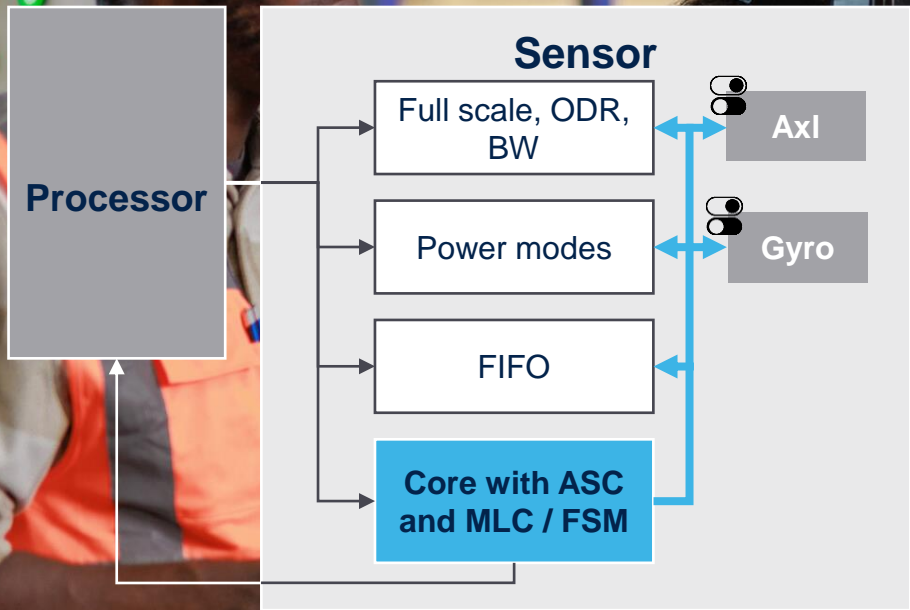 Sensor
Processor
Full scale, ODR,
BW
Axl
Power modes
Gyro
FIFO
Core with ASC
and MLC / FSM